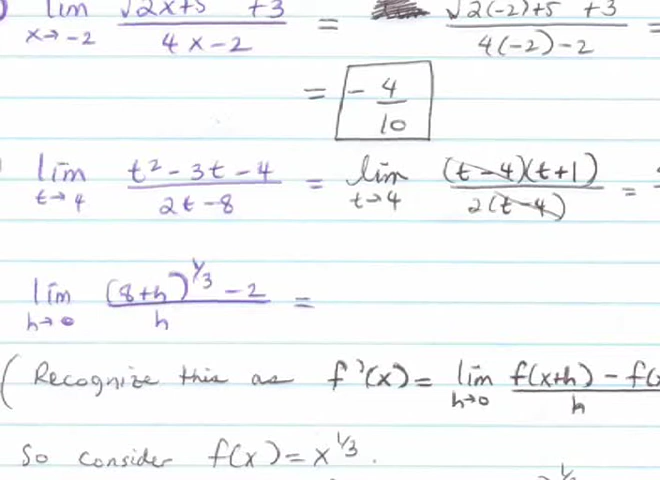 lim x→-2 (√2x+5 +3)/(4x-2) = (√2(-2)+5 +3)/(4(-2)-2) =
= - 4/10
lim t→4 (t²-3t-4)/(2t-8) = lim t→4 (t-4)(t+1)/2(t-4) =
lim h→0 ((8+h)^1/3 - 2)/h =
( Recognize this as f'(x) = lim h→0 (f(x+h) - f(x/h
So consider f(x) = x^1/3.